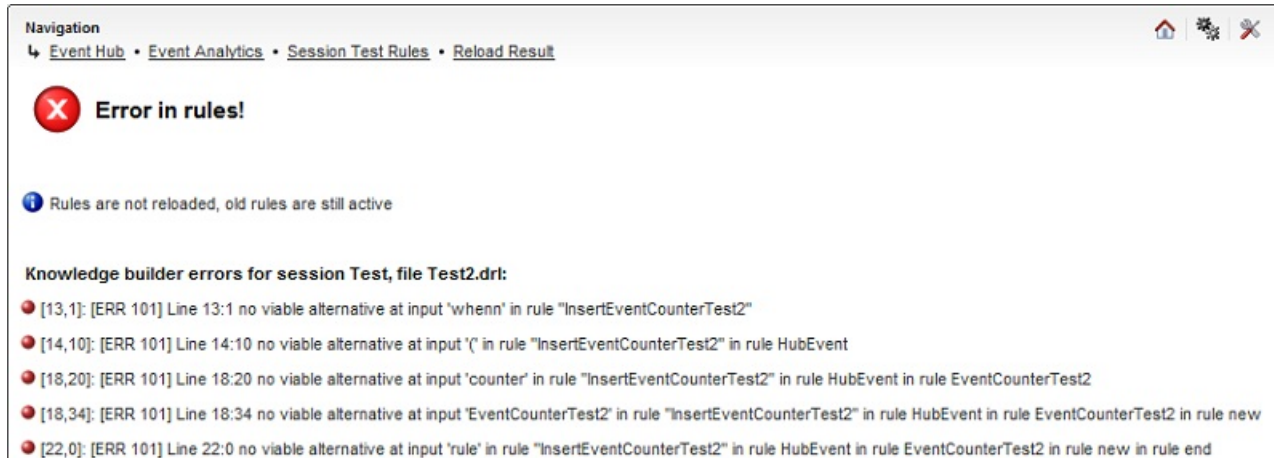 Navigation
Event Hub • Event Analytics • Session Test Rules • Reload Result
Error in rules!
Rules are not reloaded, old rules are still active
Knowledge builder errors for session Test, file Test2.drl:
[13,1]: [ERR 101] Line 13:1 no viable alternative at input 'whenn' in rule "InsertEventCounterTest2"
[14,10]: [ERR 101] Line 14:10 no viable alternative at input '(' in rule "InsertEventCounterTest2" in rule HubEvent
[18,20]: [ERR 101] Line 18:20 no viable alternative at input 'counter' in rule "InsertEventCounterTest2" in rule HubEvent in rule EventCounterTest2
[18,34]: [ERR 101] Line 18:34 no viable alternative at input 'EventCounterTest2' in rule "InsertEventCounterTest2" in rule HubEvent in rule EventCounterTest2 in rule new
[22,0]: [ERR 101] Line 22:0 no viable alternative at input 'rule' in rule "InsertEventCounterTest2" in rule HubEvent in rule EventCounterTest2 in rule new in rule end